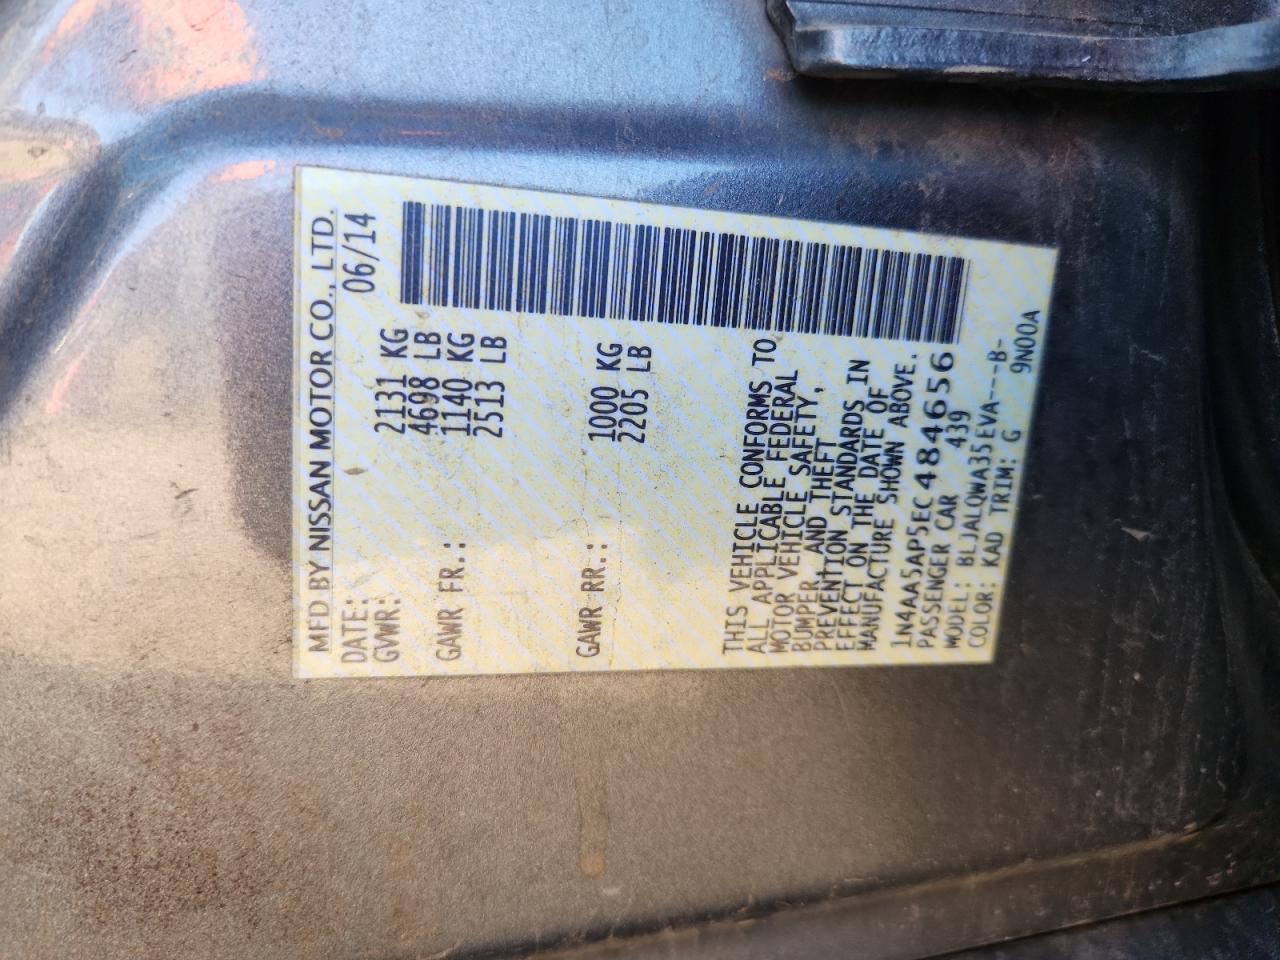 MFD BY NISSAN MOTOR CO., LTD.
DATE: 06/14
GVWR: 2131 KG
4698 LB
GAWR FR.: 1140 KG
2513 LB
GAWR RR.: 1000 KG
2205 LB
THIS VEHICLE CONFORMS TO
ALL APPLICABLE FEDERAL
MOTOR VEHICLE SAFETY,
BUMPER, AND THEFT
PREVENTION STANDARDS IN
EFFECT ON THE DATE OF
MANUFACTURE SHOWN ABOVE.
1N4AA5AP5EC484656
PASSENGER CAR 439
MODEL: BLJALQWA35EVA---B-
COLOR: KAD TRIM: G 9N00A